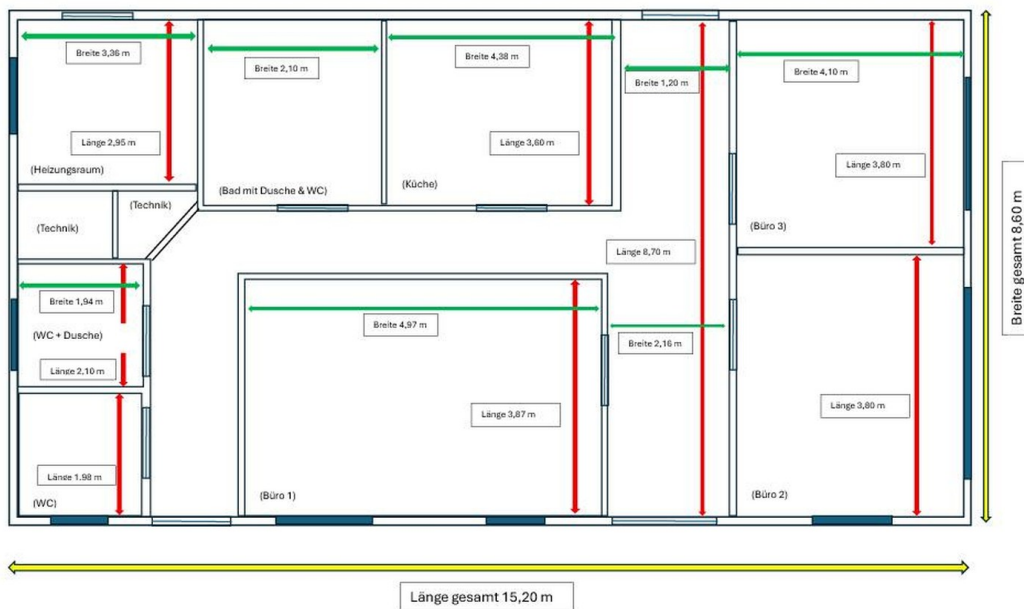 Breite 3,36 m
Breite 2,10 m
Breite 4,38 m
Breite 1,20 m
Breite 4,10 m
Länge 2,95 m
Länge 3,60 m
Länge 3,80 m
(Heizungsraum)
(Bad mit Dusche & WC)
(Küche)
(Technik)
(Technik)
(Büro 3)
Länge 8,70 m
Breite gesamt 8,60 m
Breite 1,94 m
Breite 4,97 m
(WC + Dusche)
Breite 2,16 m
Länge 2,10 m
Länge 3,87 m
Länge 3,80 m
Länge 1.98 m
(WC)
(Büro 1)
(Büro 2)
Länge gesamt 15,20 m